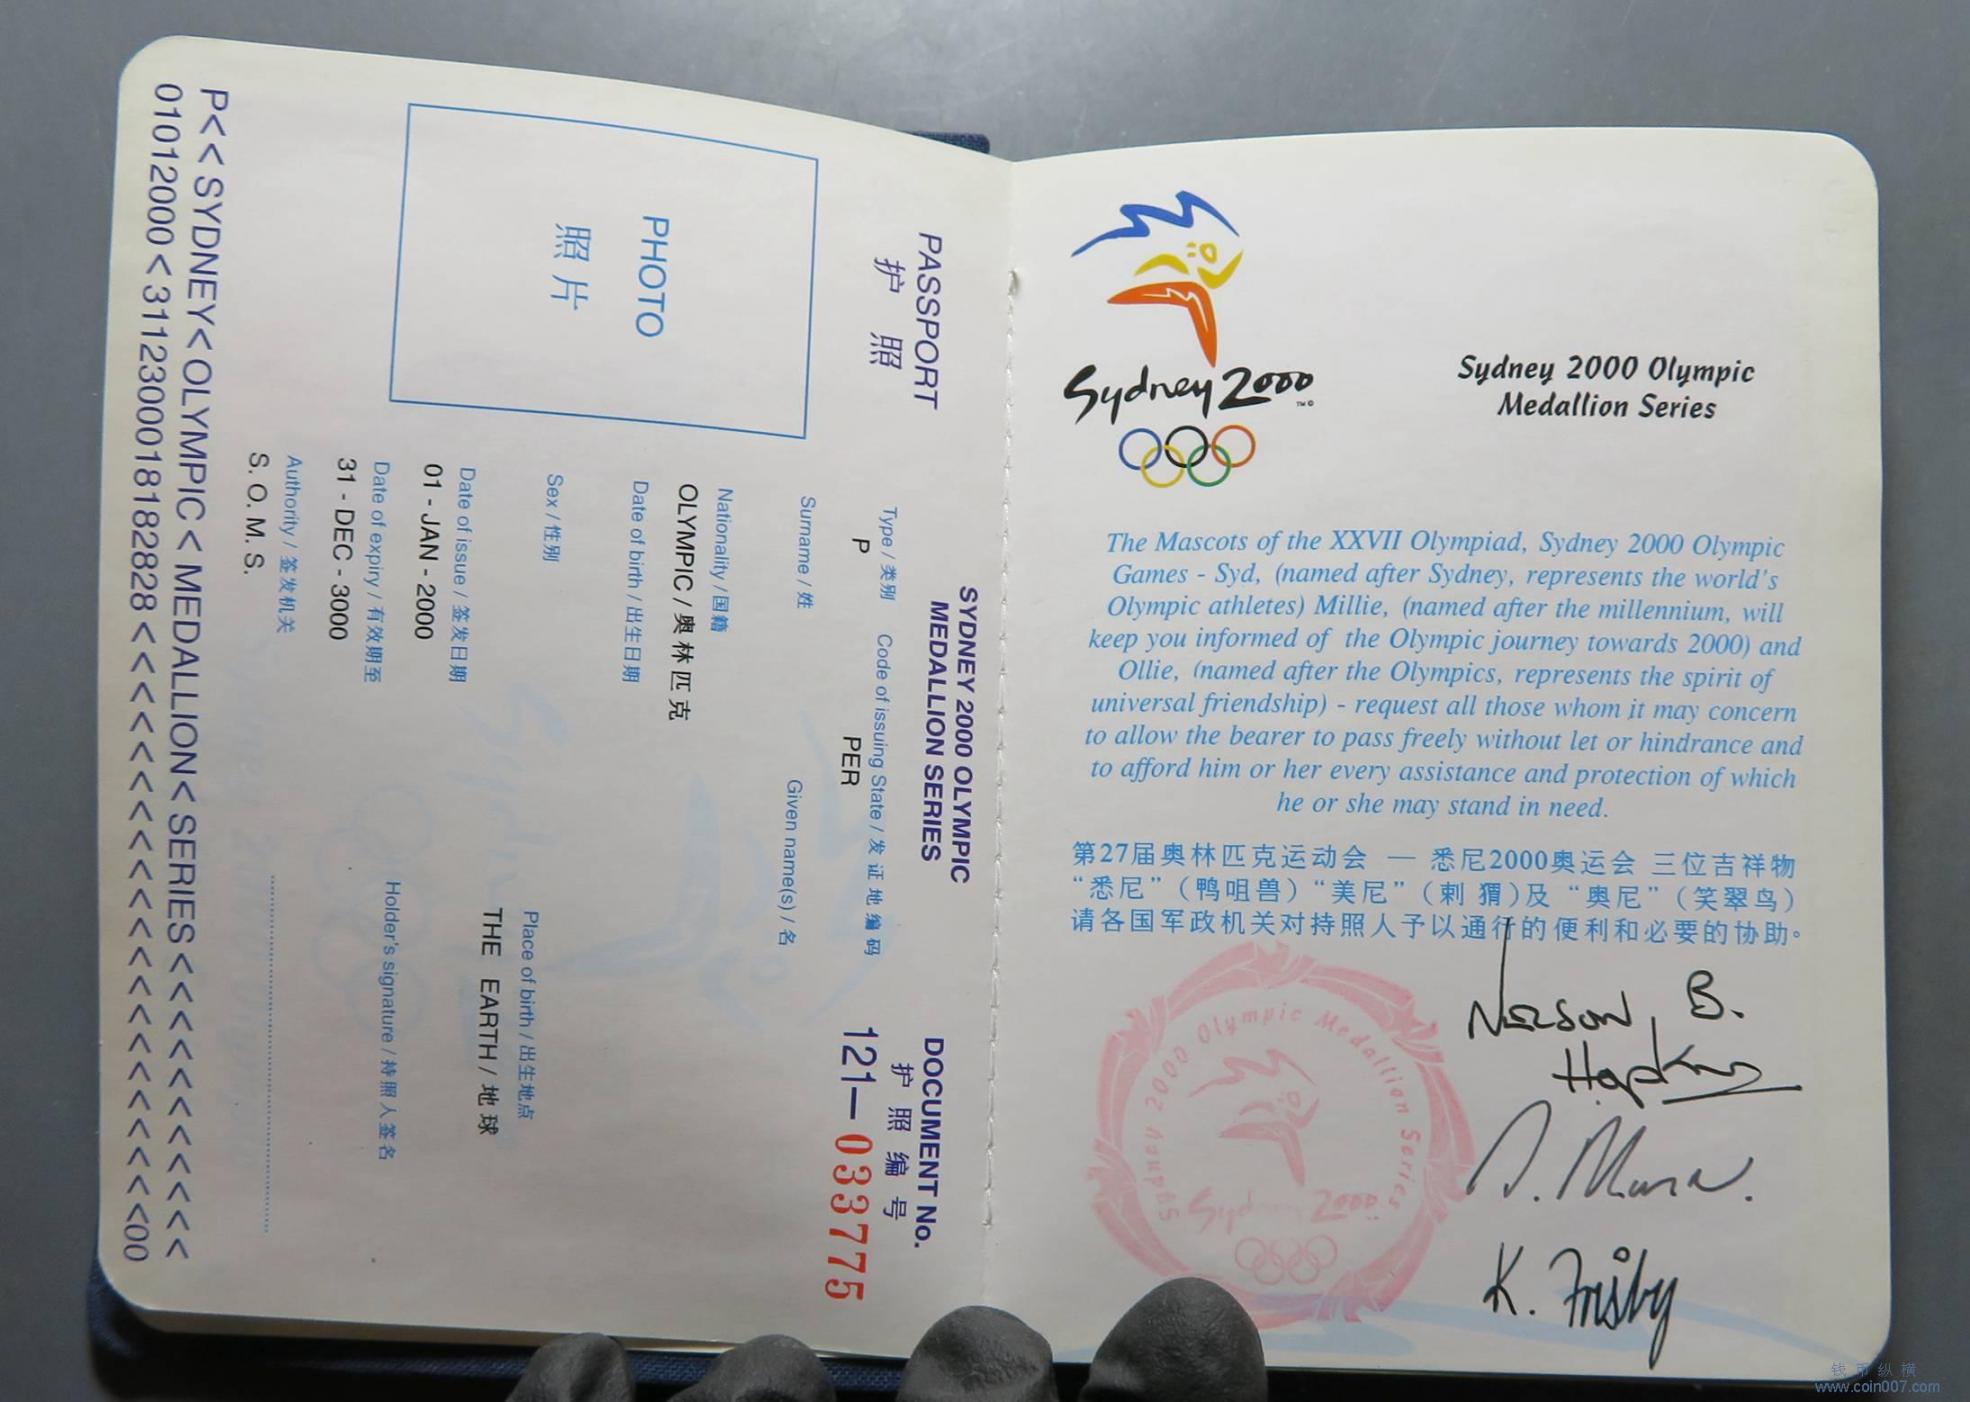 PASSPORT
护 照
SYDNEY 2000 OLYMPIC
MEDALLION SERIES
DOCUMENT No.
护 照 编 号
121—033775
PHOTO
照 片
Type / 类别
P
Code of issuing State / 发 证 地 编 码
PER
Surname / 姓
Given name(s) / 名
Nationality / 国籍
OLYMPIC / 奥 林 匹 克
Date of birth / 出生日期
Sex / 性别
Place of birth / 出生地点
THE EARTH / 地 球
Date of issue / 签发日期
01 - JAN - 2000
Date of expiry / 有效期至
31 - DEC - 3000
Holder's signature / 持照人签名
Authority / 签发机关
S. O. M. S.
P<<SYDNEY<OLYMPIC<MEDALLION<SERIES<<<<<<<<<<<
01012000<3112300018182828<<<<<<<<<<<<<<<<<00
Sydney 2000
Sydney 2000 Olympic
Medallion Series
The Mascots of the XXVII Olympiad, Sydney 2000 Olympic
Games - Syd, (named after Sydney, represents the world's
Olympic athletes) Millie, (named after the millennium, will
keep you informed of the Olympic journey towards 2000) and
Ollie, (named after the Olympics, represents the spirit of
universal friendship) - request all those whom it may concern
to allow the bearer to pass freely without let or hindrance and
to afford him or her every assistance and protection of which
he or she may stand in need.
第27届奥林匹克运动会 — 悉尼2000奥运会 三位吉祥物
“悉尼”（鸭咀兽）“美尼”（刺 猬）及 “奥尼”（笑翠鸟）
请各国军政机关对持照人予以通行的便利和必要的协助。
Sydney 2000 Olympic Medallion Series
Sydney 2000
Nelson B.
K. Frisby
钱币纵横
www.coin007.com